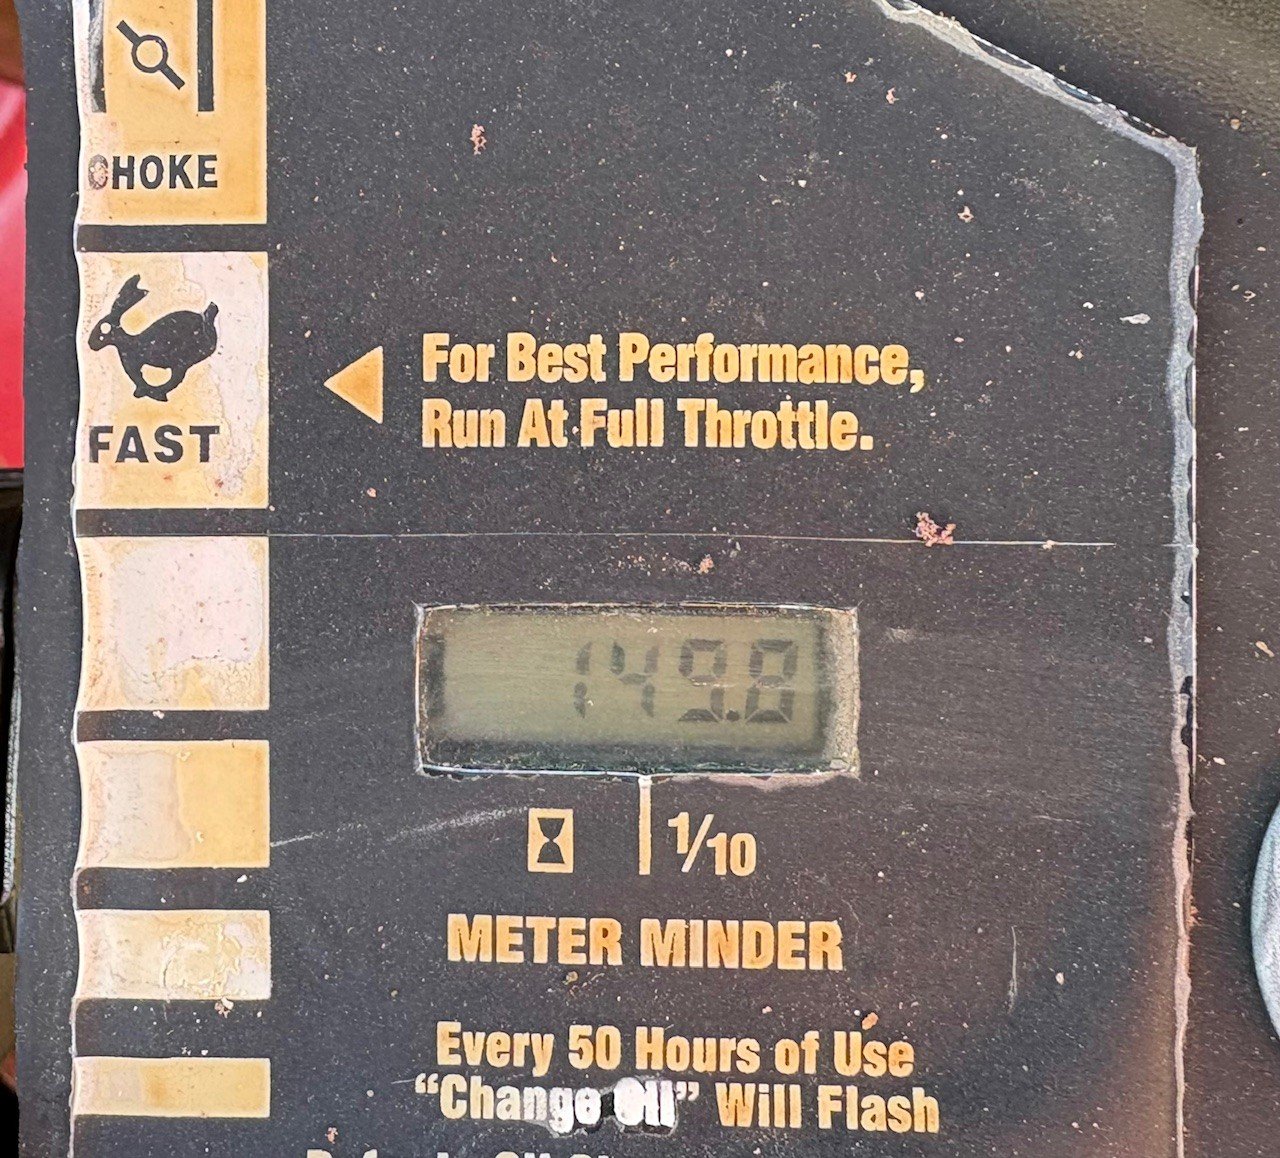 CHOKE
FAST
For Best Performance,
Run At Full Throttle.
149.8
1/10
METER MINDER
Every 50 Hours of Use
“Change Oil” Will Flash